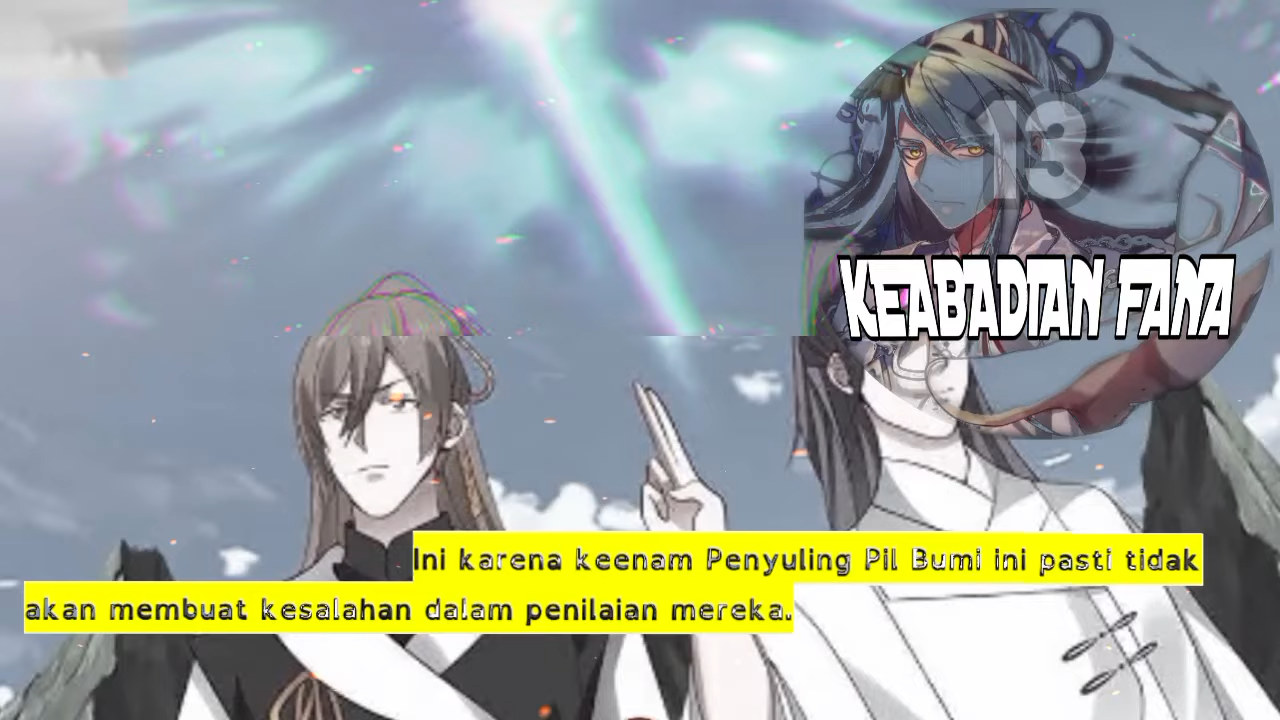 13
KEABADIAN FANA
Ini karena keenam Penyuling Pil Bumi ini pasti tidak
akan membuat kesalahan dalam penilaian mereka.